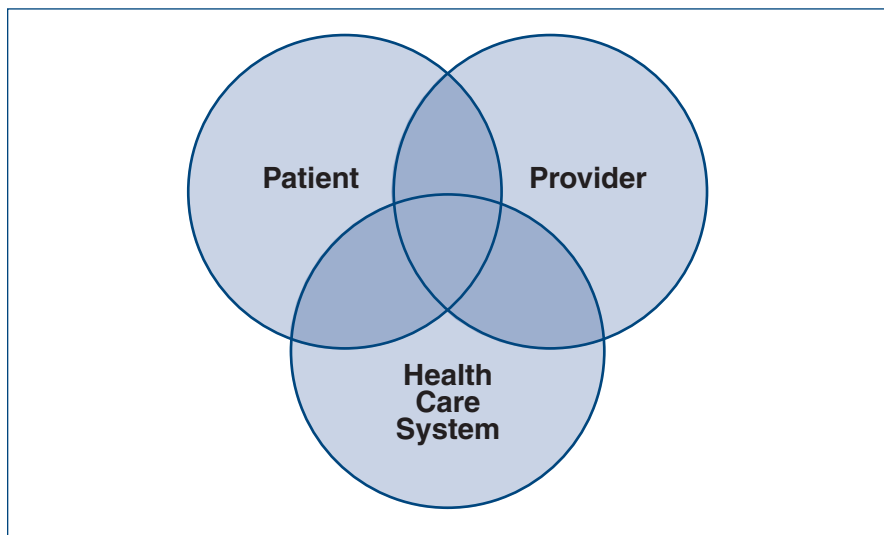 Patient
Provider
Health
Care
System